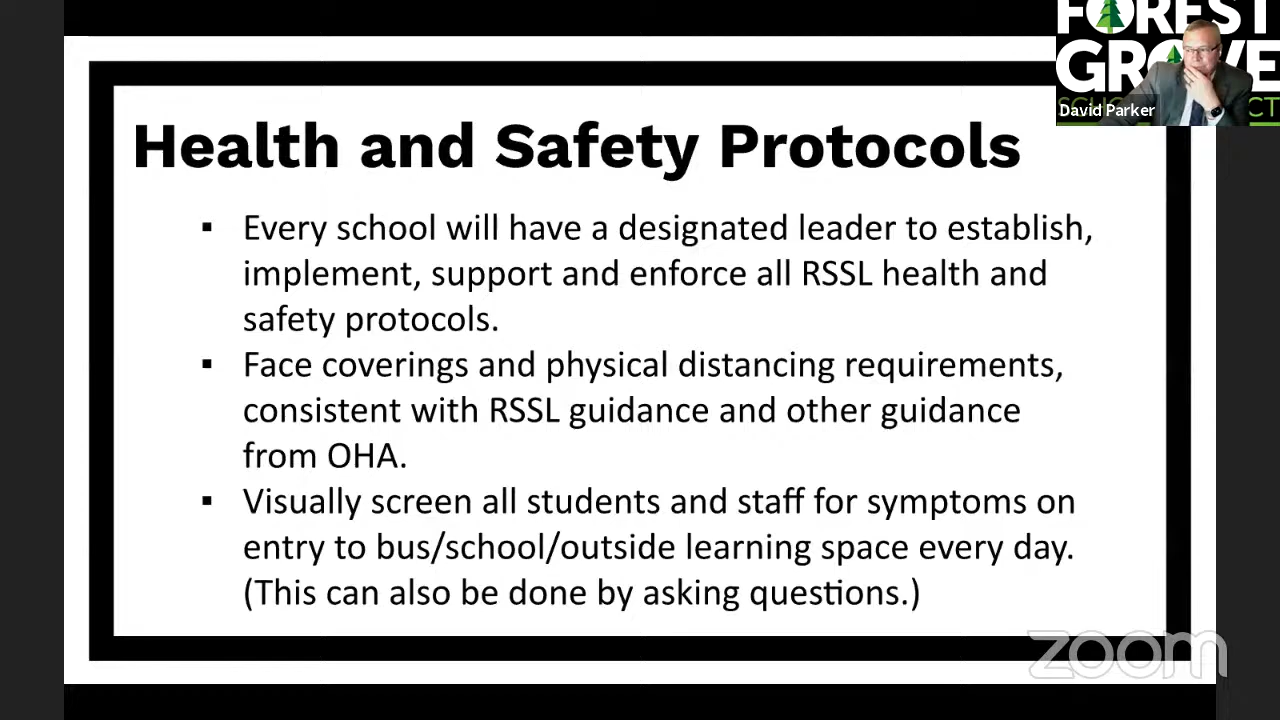 FOREST
GROVE
David Parker
Health and Safety Protocols
▪ Every school will have a designated leader to establish,
implement, support and enforce all RSSL health and
safety protocols.
▪ Face coverings and physical distancing requirements,
consistent with RSSL guidance and other guidance
from OHA.
▪ Visually screen all students and staff for symptoms on
entry to bus/school/outside learning space every day.
(This can also be done by asking questions.)
zoom